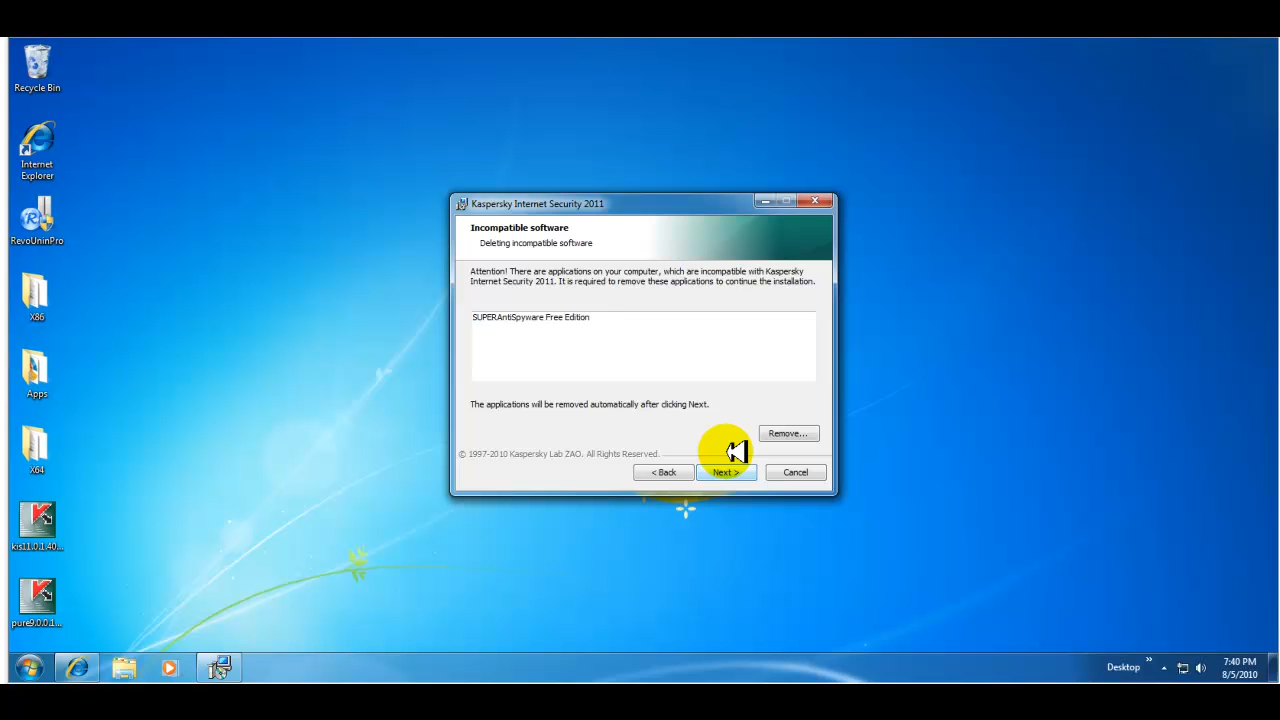 Recycle Bin
Internet
Explorer
RevoUninPro
X86
Apps
X64
kis11.0.1.40...
pure9.0.0.1...
Kaspersky Internet Security 2011
Incompatible software
Deleting incompatible software
Attention! There are applications on your computer, which are incompatible with Kaspersky
Internet Security 2011. It is required to remove these applications to continue the installation.
SUPERAntiSpyware Free Edition
The applications will be removed automatically after clicking Next.
Remove...
© 1997-2010 Kaspersky Lab ZAO. All Rights Reserved.
< Back
Next >
Cancel
Desktop
7:40 PM
8/5/2010